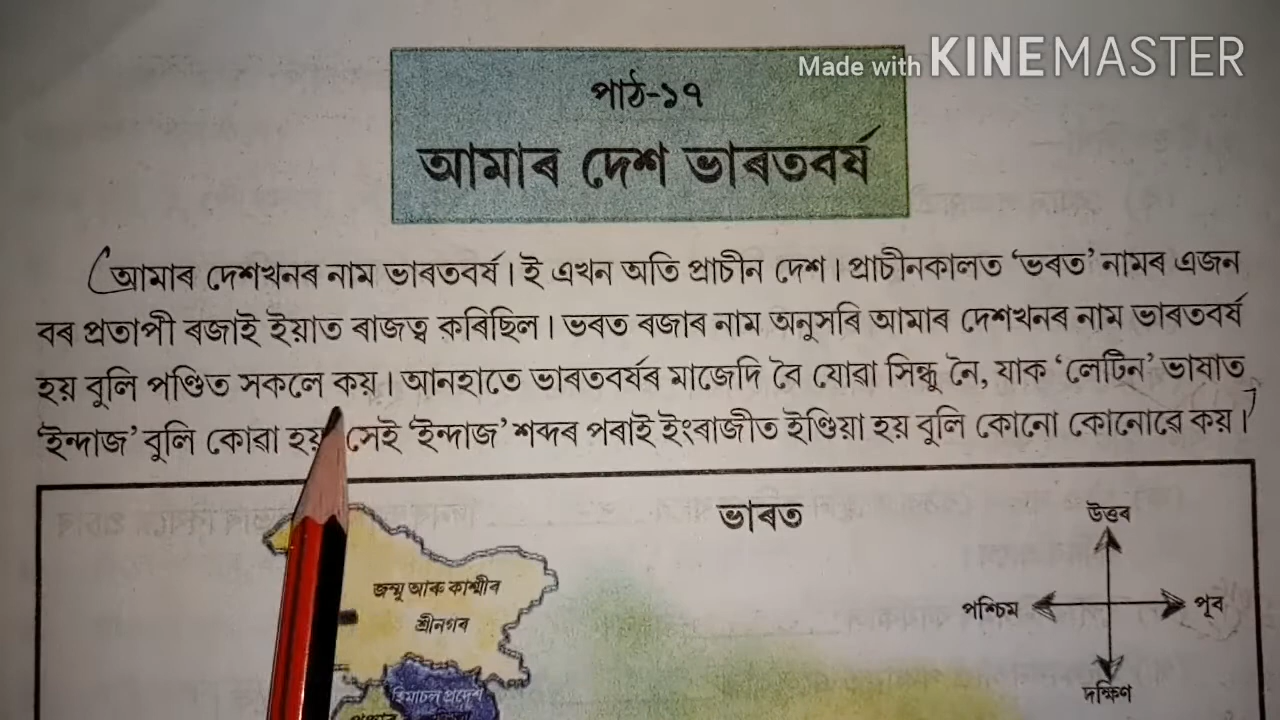 Made with KINEMASTER
পাঠ-১৭
আমাৰ দেশ ভাৰতবৰ্ষ
আমাৰ দেশখনৰ নাম ভাৰতবৰ্ষ। ই এখন অতি প্ৰাচীন দেশ। প্ৰাচীনকালত ‘ভৰত’ নামৰ এজন
বৰ প্ৰতাপী ৰজাই ইয়াত ৰাজত্ব কৰিছিল। ভৰত ৰজাৰ নাম অনুসৰি আমাৰ দেশখনৰ নাম ভাৰতবৰ্ষ
হয় বুলি পণ্ডিত সকলে কয়। আনহাতে ভাৰতবৰ্ষৰ মাজেদি বৈ যোৱা সিন্ধু নৈ, যাক ‘লেটিন’ ভাষাত
‘ইন্দাজ’ বুলি কোৱা হয় সেই ‘ইন্দাজ’ শব্দৰ পৰাই ইংৰাজীত ইণ্ডিয়া হয় বুলি কোনো কোনোৱে কয়।
ভাৰত
উত্তৰ
পশ্চিম
পূব
দক্ষিণ
জম্মু আৰু কাশ্মীৰ
শ্ৰীনগৰ
হিমাচল প্ৰদেশ